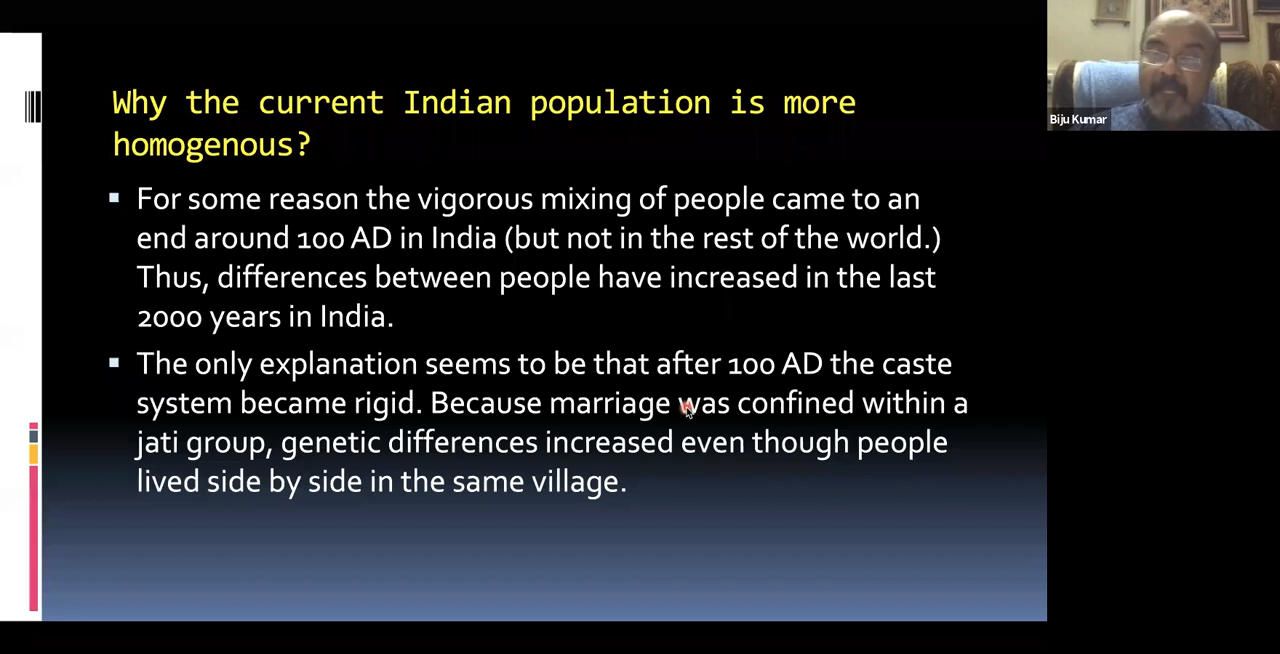 Why the current Indian population is more
homogenous?
For some reason the vigorous mixing of people came to an
end around 100 AD in India (but not in the rest of the world.)
Thus, differences between people have increased in the last
2000 years in India.
The only explanation seems to be that after 100 AD the caste
system became rigid. Because marriage was confined within a
jati group, genetic differences increased even though people
lived side by side in the same village.
Biju Kumar